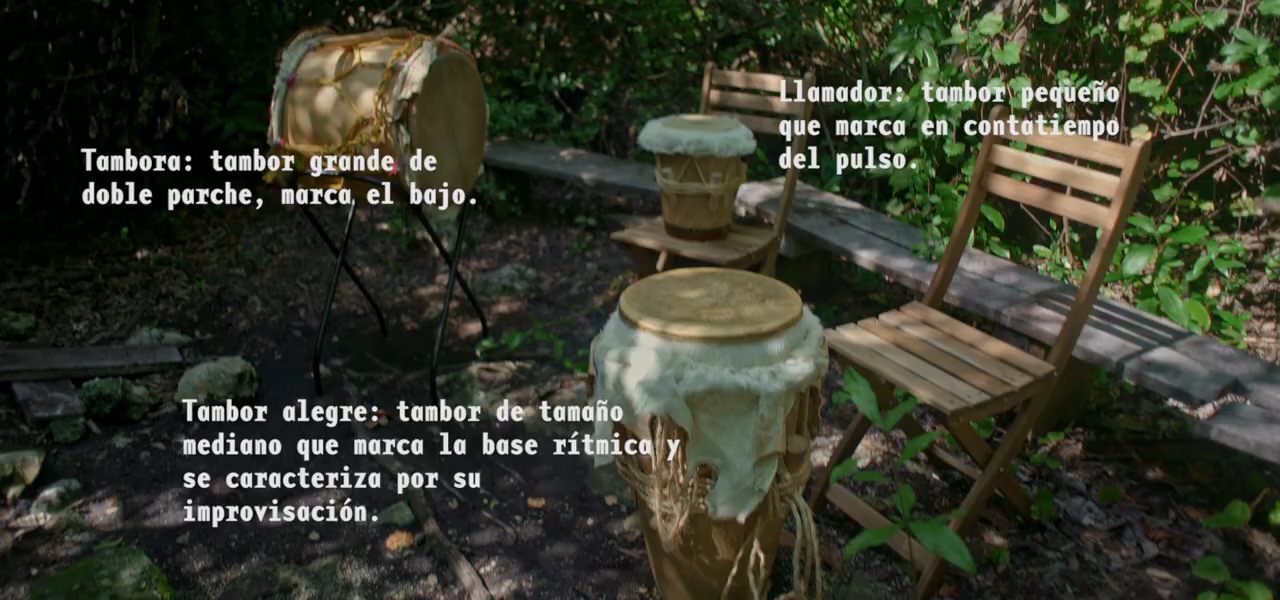 Tambora: tambor grande de
doble parche, marca el bajo.
Llamador: tambor pequeño
que marca en contatiempo
del pulso.
Tambor alegre: tambor de tamaño
mediano que marca la base rítmica y
se caracteriza por su
improvisación.